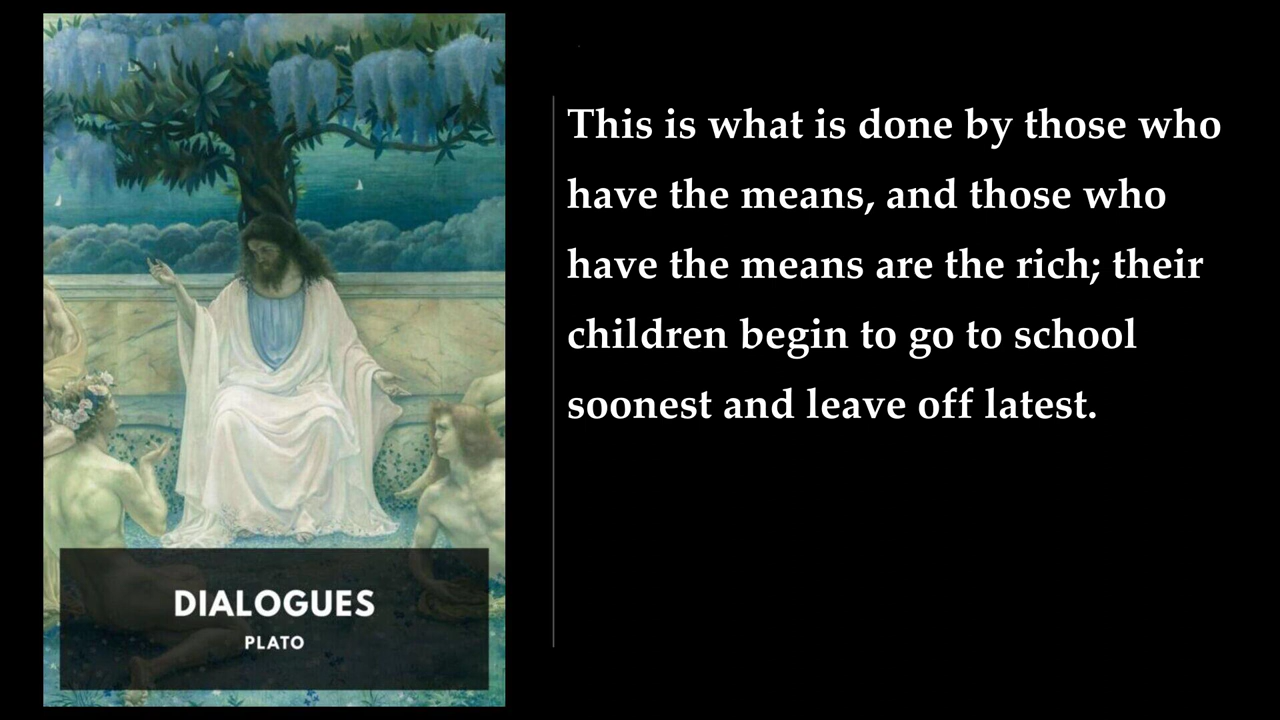 DIALOGUES
PLATO
This is what is done by those who
have the means, and those who
have the means are the rich; their
children begin to go to school
soonest and leave off latest.